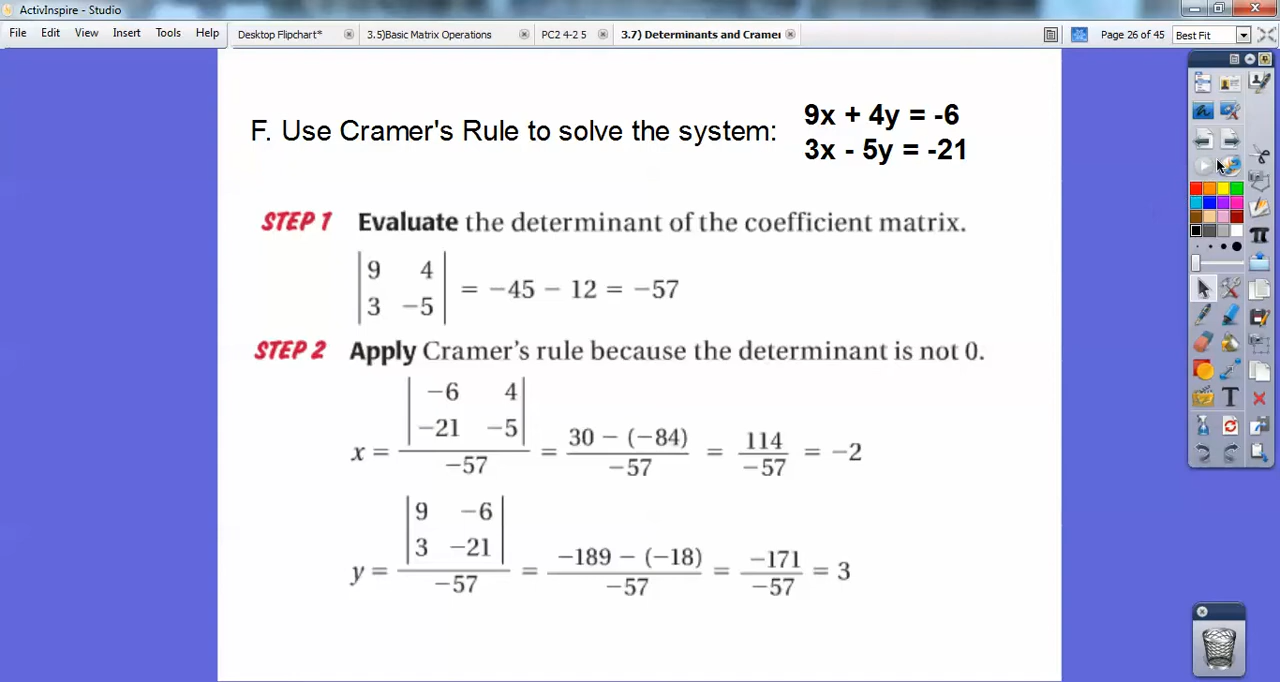 ActivInspire - Studio
File Edit View Insert Tools Help Desktop Flipchart* 3.5)Basic Matrix Operations PC2 4-2 5 3.7) Determinants and Cramer Page 26 of 45 Best Fit
F. Use Cramer's Rule to solve the system:
9x + 4y = -6
3x - 5y = -21
STEP 1 Evaluate the determinant of the coefficient matrix.
|9 4|
|3 −5| = −45 − 12 = −57
STEP 2 Apply Cramer's rule because the determinant is not 0.
|−6 4|
|−21 −5|
x = / −57 = 30 − (−84) / −57 = 114 / −57 = −2
|9 −6|
|3 −21|
y = / −57 = −189 − (−18) / −57 = −171 / −57 = 3